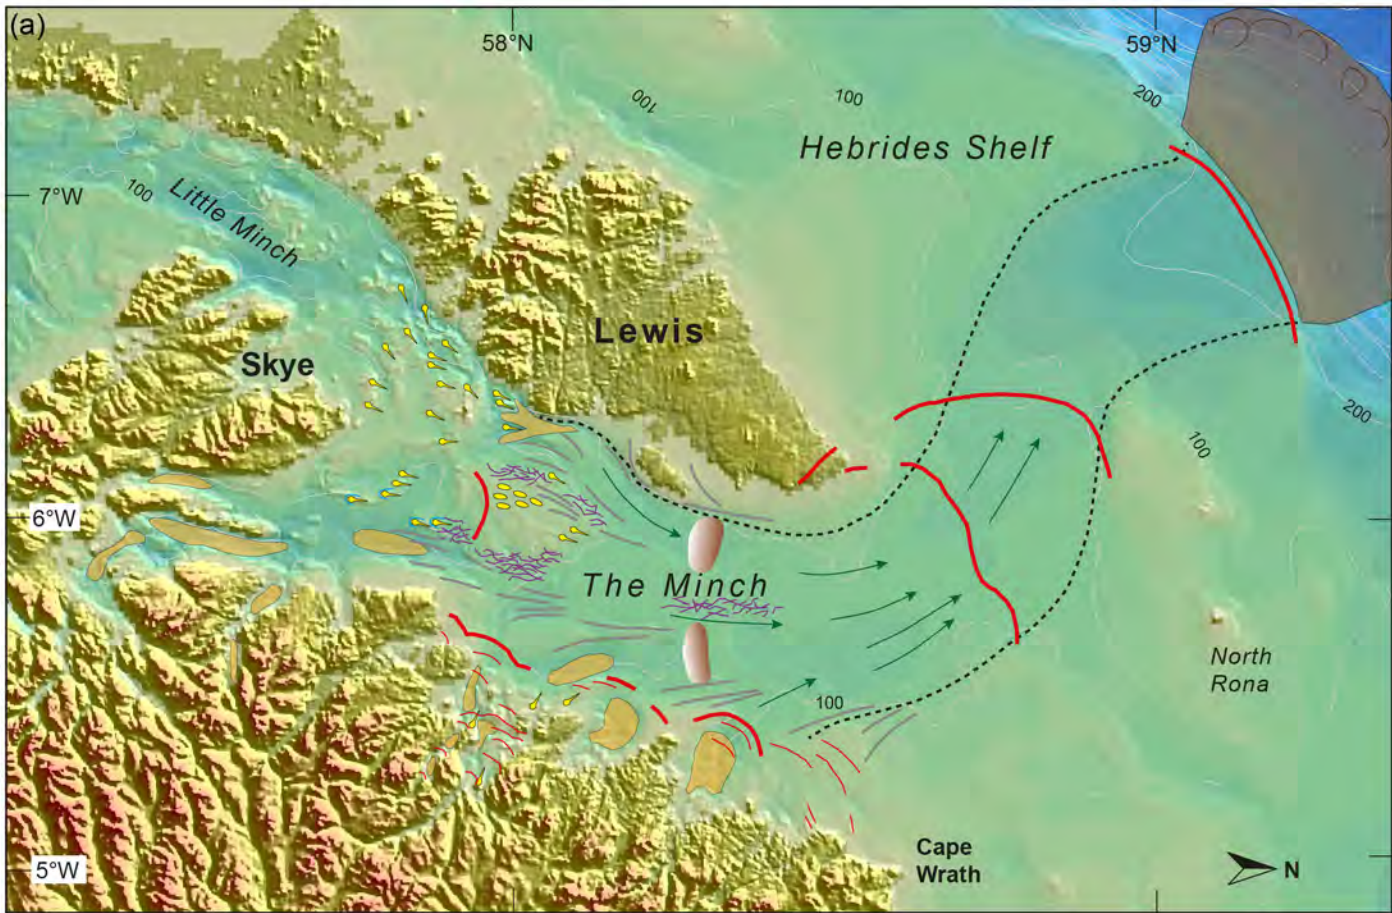 (a)
58°N
59°N
100
100
200
Hebrides Shelf
7°W
100
Little Minch
Lewis
Skye
200
100
6°W
The Minch
North
Rona
100
Cape
Wrath
5°W
N